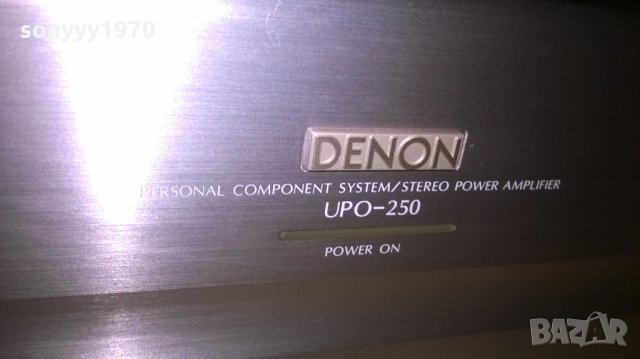 sonyyy1970
DENON
PERSONAL COMPONENT SYSTEM/STEREO POWER AMPLIFIER
UPO-250
POWER ON
BAZAR